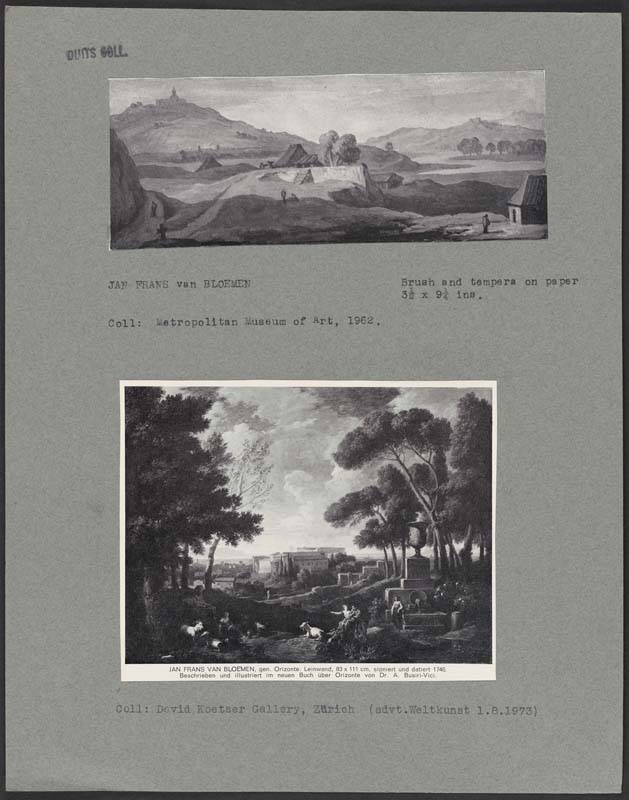 DUITS COLL.
JAN FRANS van BLOEMEN
Brush and tempera on paper
3½ x 9¼ ins.
Coll: Metropolitan Museum of Art, 1962.
JAN FRANS VAN BLOEMEN, gen. Orizonte. Leinwand, 83 x 111 cm, signiert und datiert 1740.
Beschrieben und illustriert im neuen Buch über Orizonte von Dr. A. Busiri-Vici.
Coll: David Koetser Gallery, Zürich (advt.Weltkunst 1.8.1973)